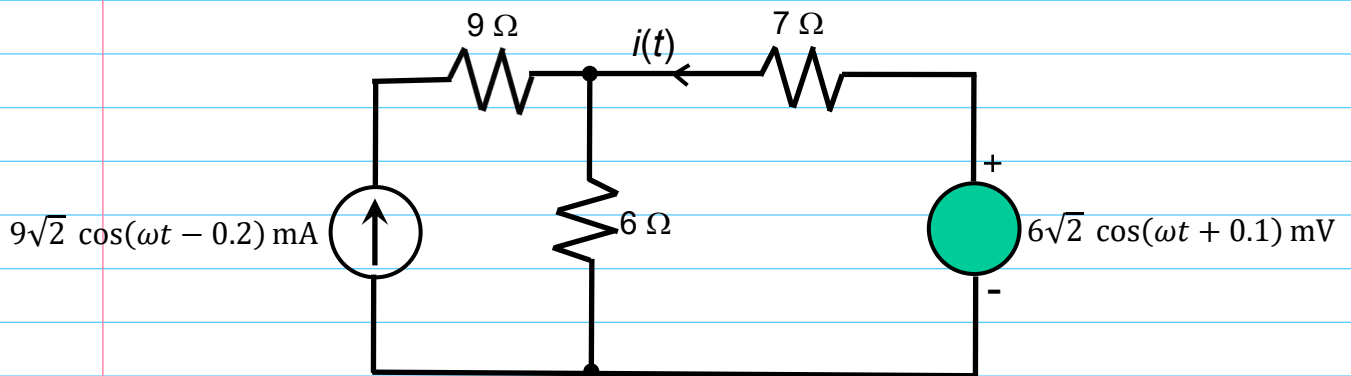 9 Ω
i(t)
7 Ω
+
9√2 cos(ωt − 0.2) mA
6 Ω
6√2 cos(ωt + 0.1) mV
-